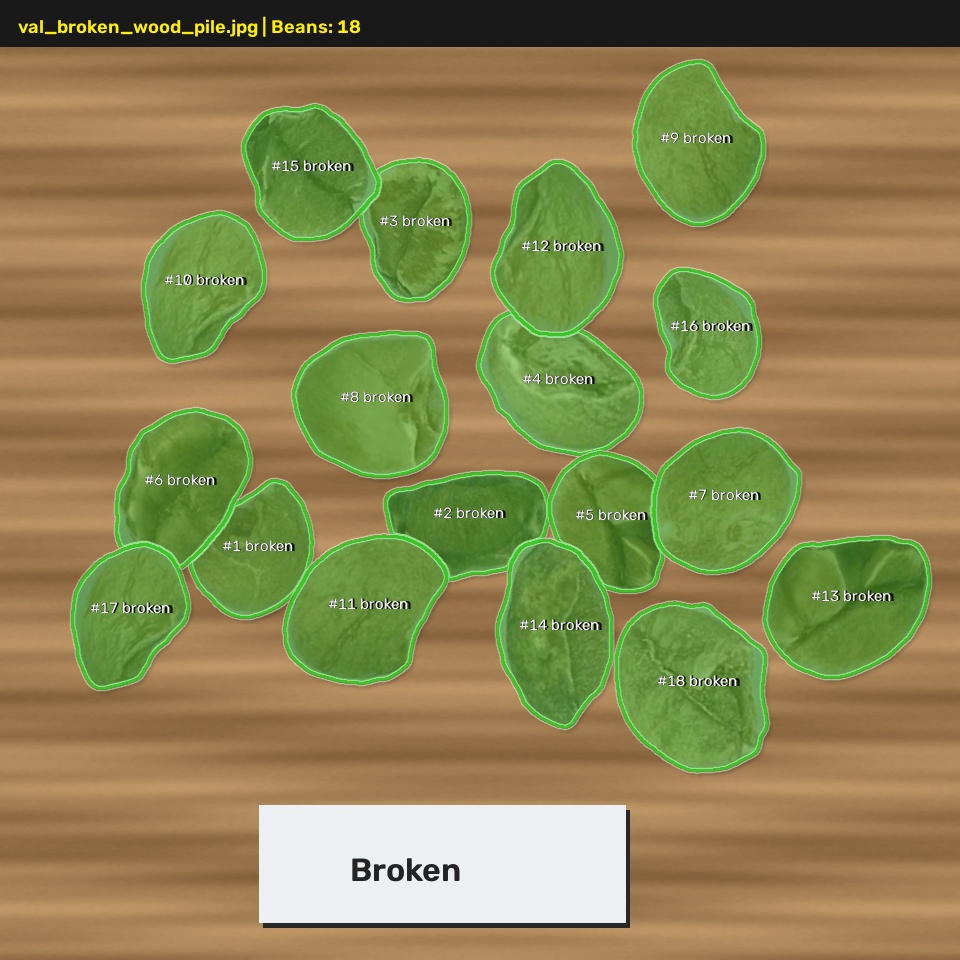 val_broken_wood_pile.jpg | Beans: 18
#9 broken
#15 broken
#3 broken
#12 broken
#10 broken
#16 broken
#4 broken
#8 broken
#6 broken
#7 broken
#2 broken
#5 broken
#1 broken
#13 broken
#11 broken
#17 broken
#14 broken
#18 broken
Broken